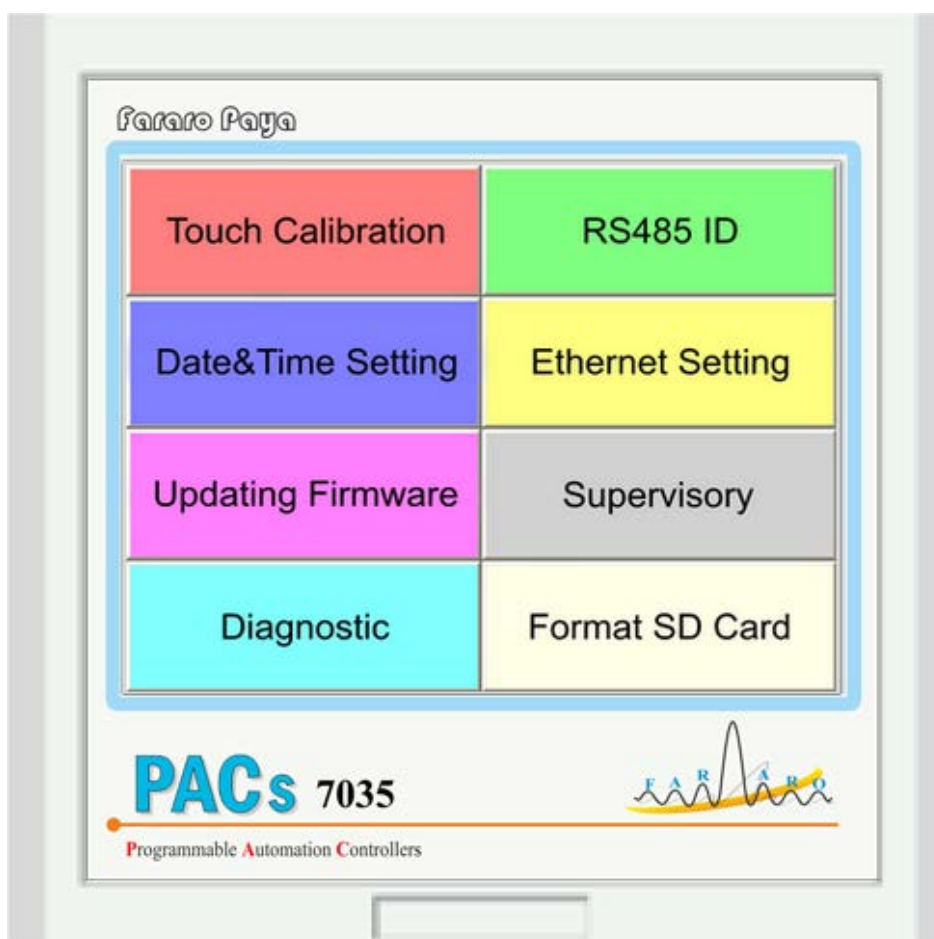 Fararo Paya
Touch Calibration
RS485 ID
Date&Time Setting
Ethernet Setting
Updating Firmware
Supervisory
Diagnostic
Format SD Card
PACs 7035
FARARO
Programmable Automation Controllers